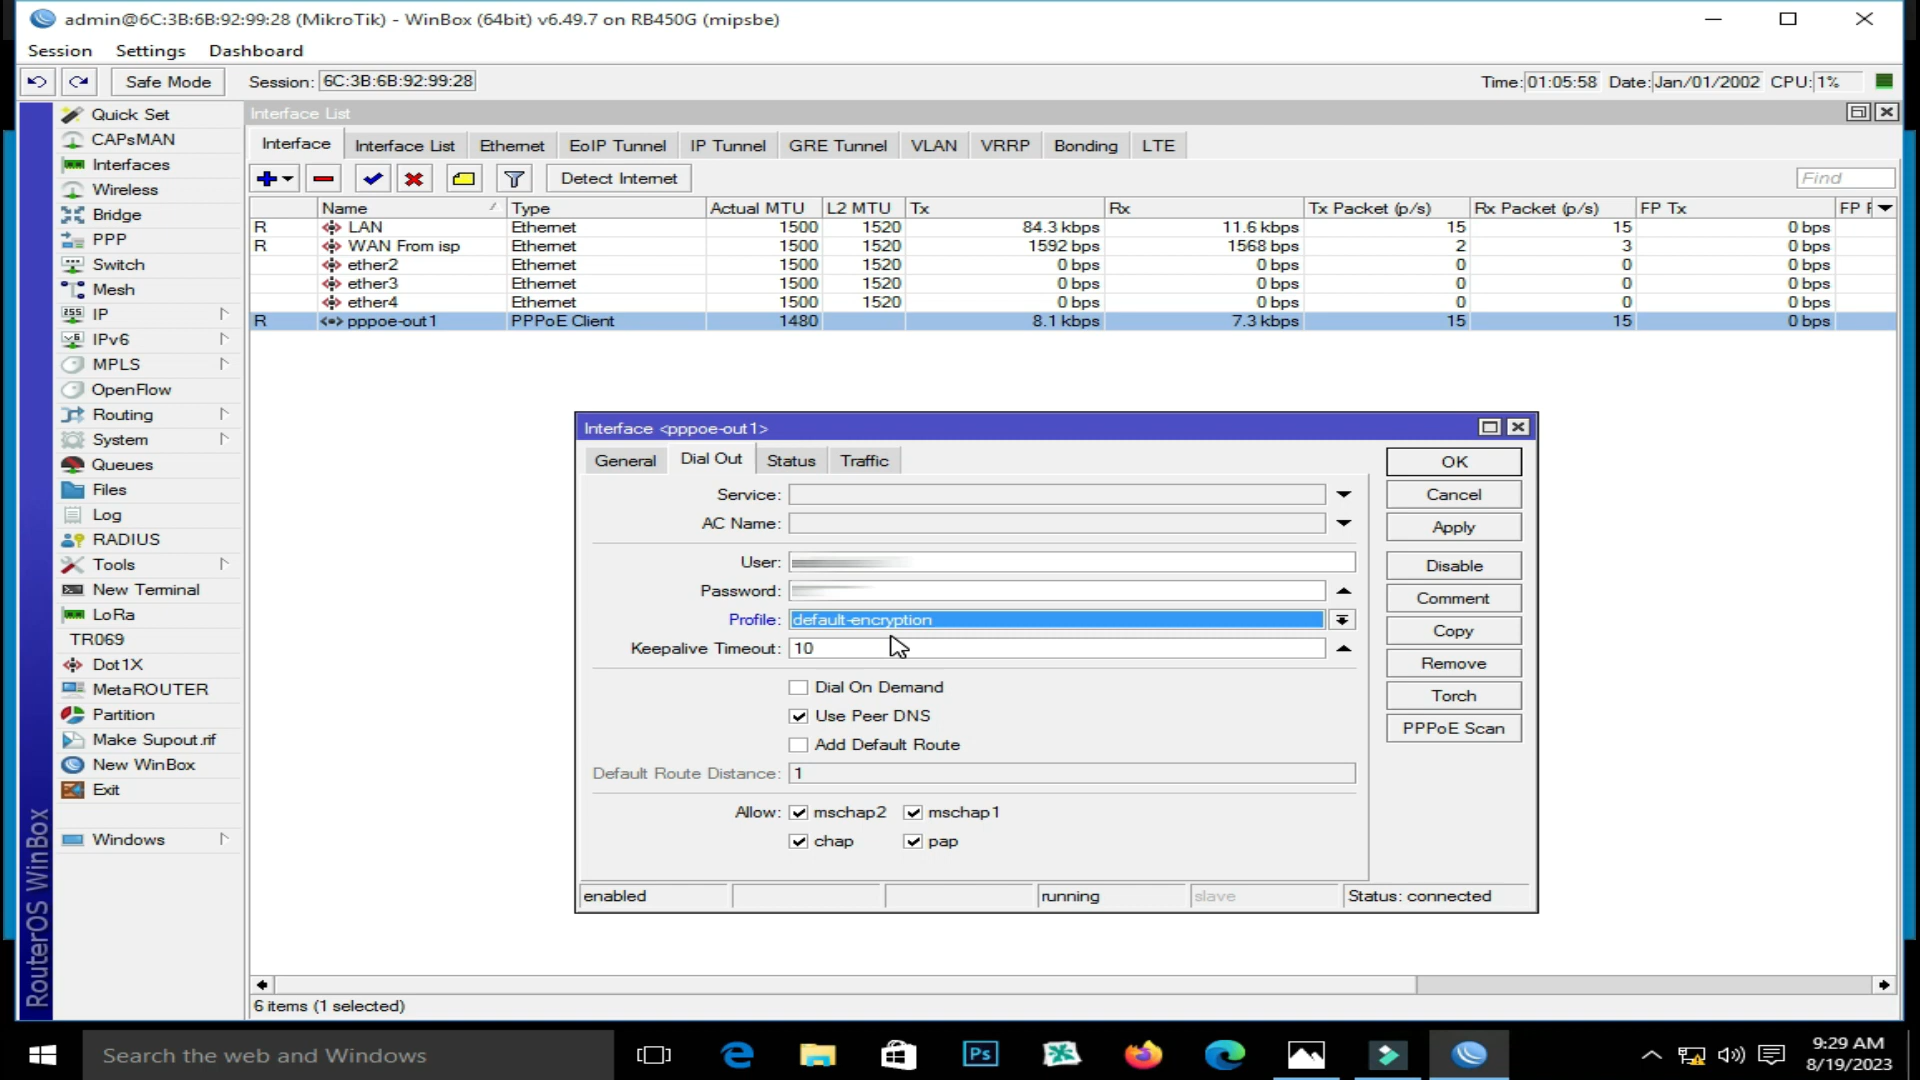 admin@6C:3B:6B:92:99:28 (MikroTik) - WinBox (64bit) v6.49.7 on RB450G (mipsbe)
Session Settings Dashboard
Safe Mode Session: 6C:3B:6B:92:99:28 Time: 01:05:58 Date: Jan/01/2002 CPU: 1%
Quick Set
CAPsMAN
Interfaces
Wireless
Bridge
PPP
Switch
Mesh
IP
IPv6
MPLS
OpenFlow
Routing
System
Queues
Files
Log
RADIUS
Tools
New Terminal
LoRa
TR069
Dot1X
MetaROUTER
Partition
Make Supout.rif
New WinBox
Exit
Windows
RouterOS WinBox
Interface List
Interface Interface List Ethernet EoIP Tunnel IP Tunnel GRE Tunnel VLAN VRRP Bonding LTE
Detect Internet Find
Name Type Actual MTU L2 MTU Tx Rx Tx Packet (p/s) Rx Packet (p/s) FP Tx FP
R LAN Ethernet 1500 1520 84.3 kbps 11.6 kbps 15 15 0 bps
R WAN From isp Ethernet 1500 1520 1592 bps 1568 bps 2 3 0 bps
ether2 Ethernet 1500 1520 0 bps 0 bps 0 0 0 bps
ether3 Ethernet 1500 1520 0 bps 0 bps 0 0 0 bps
ether4 Ethernet 1500 1520 0 bps 0 bps 0 0 0 bps
R pppoe-out1 PPPoE Client 1480 8.1 kbps 7.3 kbps 15 15 0 bps
Interface <pppoe-out1>
General Dial Out Status Traffic
Service:
AC Name:
User:
Password:
Profile: default-encryption
Keepalive Timeout: 10
Dial On Demand
Use Peer DNS
Add Default Route
Default Route Distance: 1
Allow: mschap2 mschap1
chap pap
OK
Cancel
Apply
Disable
Comment
Copy
Remove
Torch
PPPoE Scan
enabled running slave Status: connected
6 items (1 selected)
Search the web and Windows
Ps
9:29 AM
8/19/2023